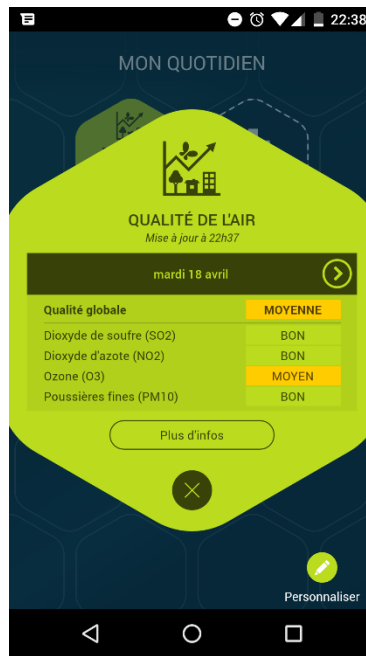 22:38
MON QUOTIDIEN
QUALITÉ DE L'AIR
Mise à jour à 22h37
mardi 18 avril
Qualité globale MOYENNE
Dioxyde de soufre (SO2) BON
Dioxyde d'azote (NO2) BON
Ozone (O3) MOYEN
Poussières fines (PM10) BON
Plus d'infos
Personnaliser